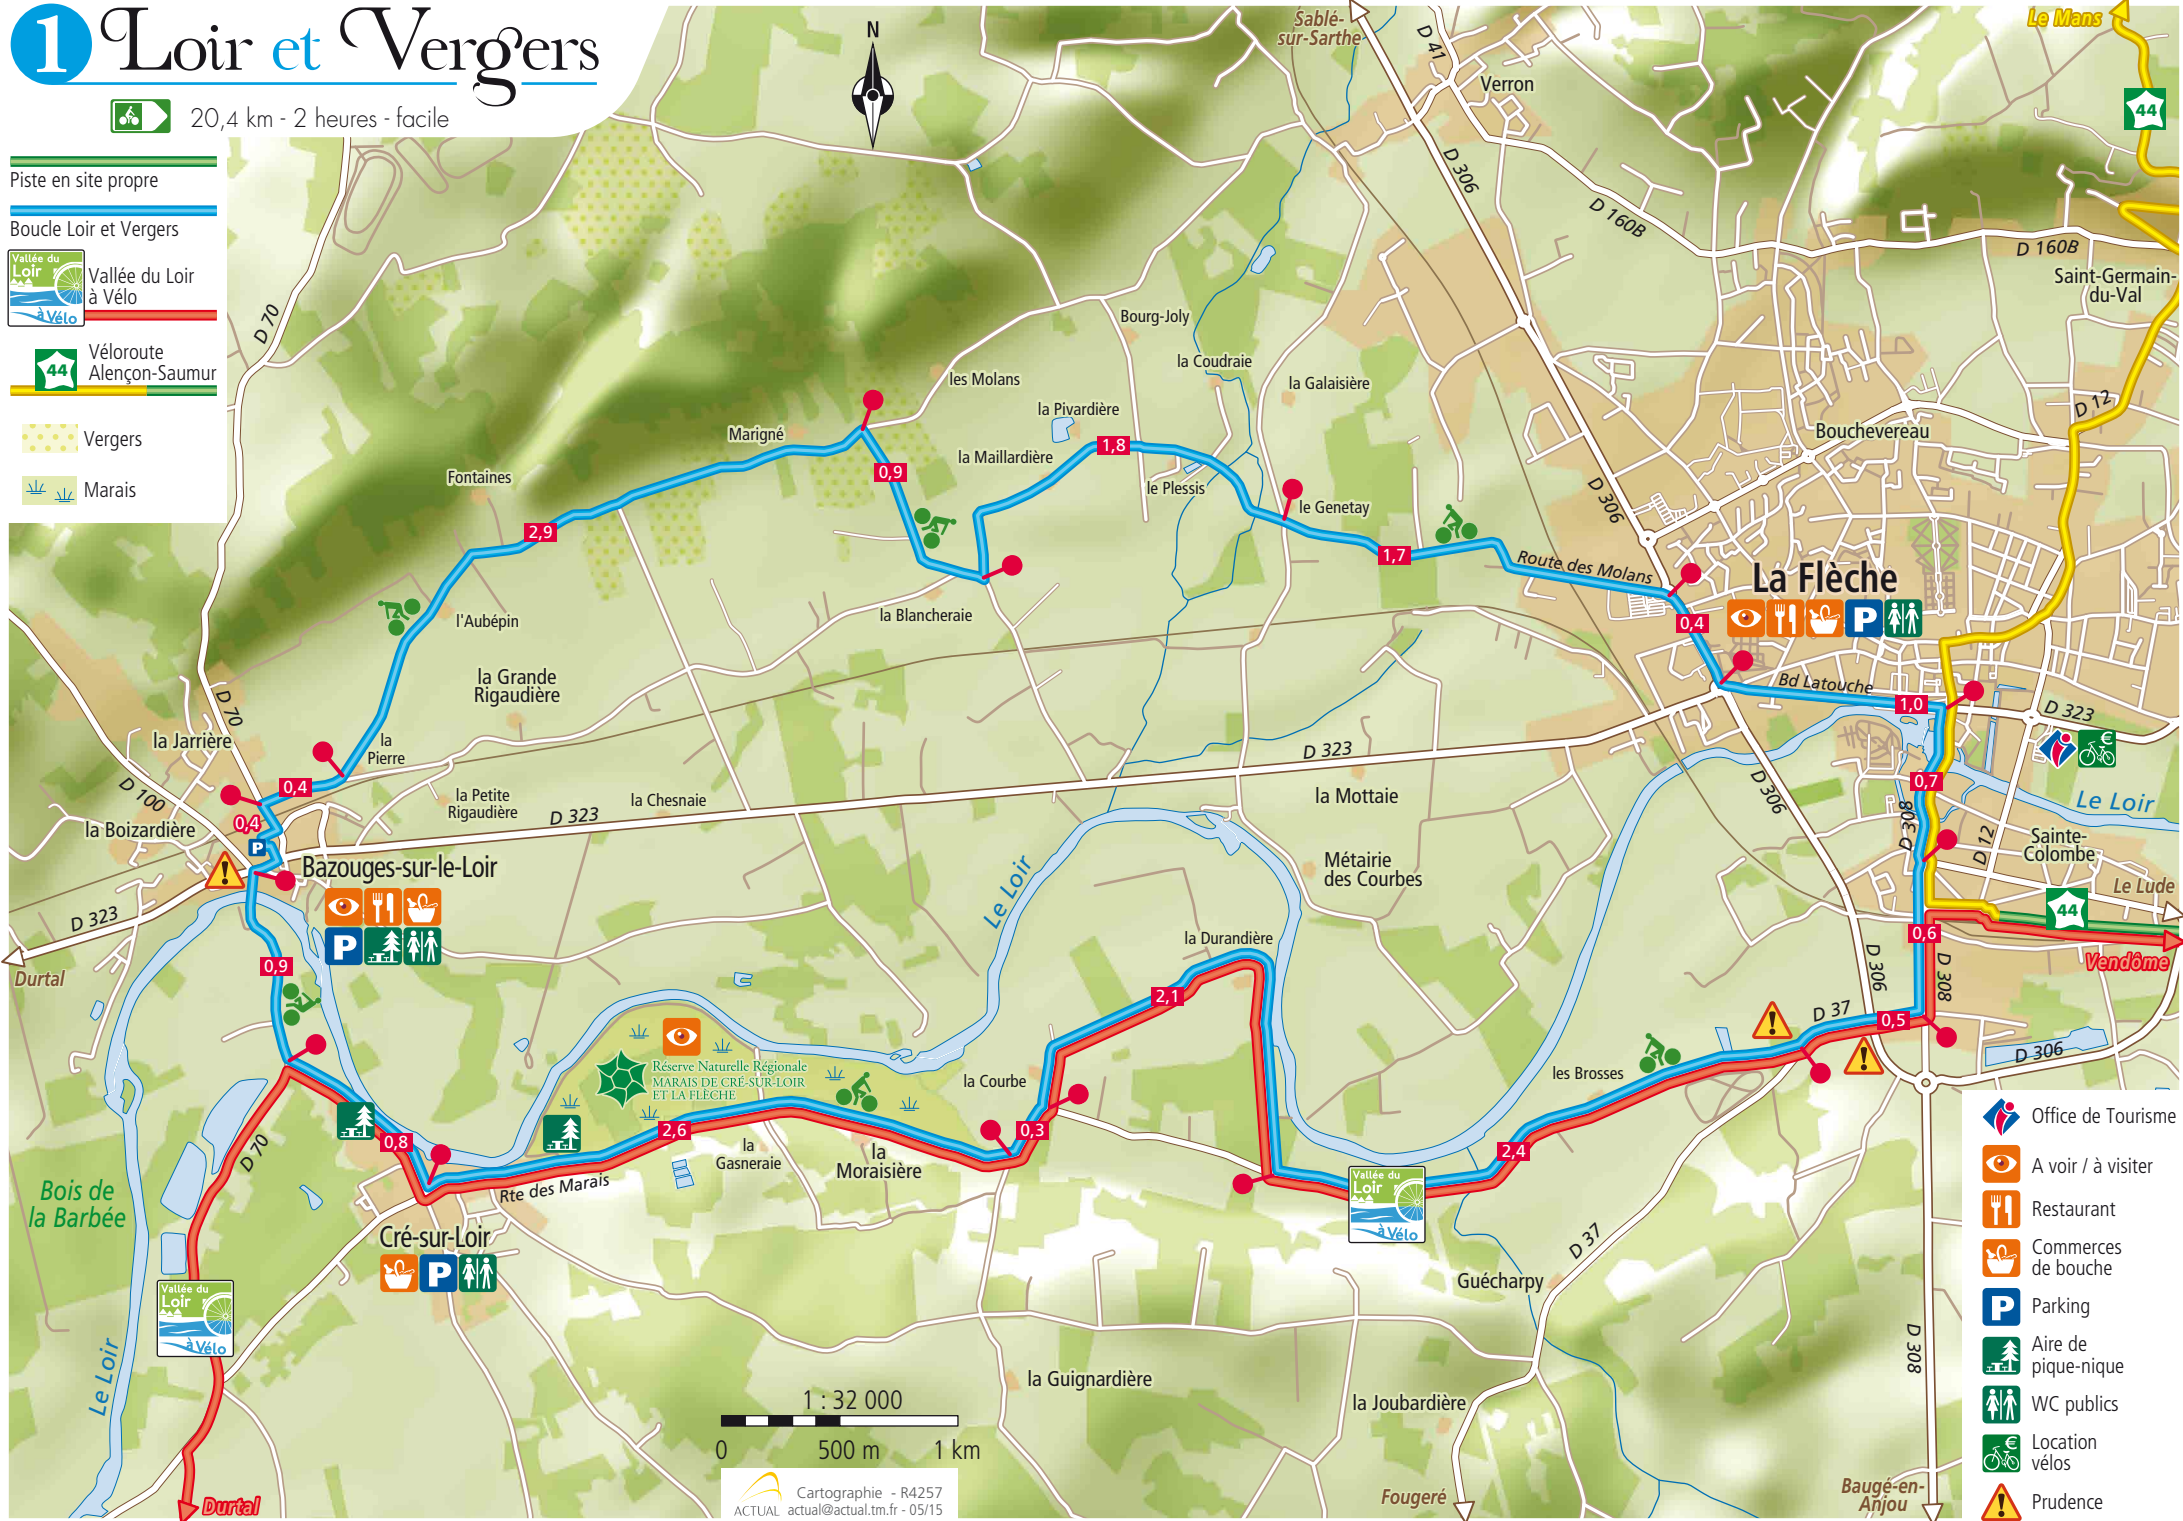 1 Loir et Vergers
20,4 km - 2 heures - facile
Piste en site propre
Boucle Loir et Vergers
Vallée du
Loir
à Vélo
Vallée du Loir
à Vélo
44
Véloroute
Alençon-Saumur
Vergers
Marais
N
Sablé-
sur-Sarthe
D 41
Verron
Le Mans
44
D 306
D 160B
D 160B
Saint-Germain-
du-Val
D 70
Bourg-Joly
la Coudraie
la Galaisière
les Molans
la Pivardière
D 12
Marigné
0,9
la Maillardière
1,8
Bouchevereau
Fontaines
le Plessis
le Genetay
D 306
2,9
1,7
Route des Molans
La Flèche
P
l'Aubépin
la Blancheraie
0,4
la Grande
Rigaudière
D 70
Bd Latouche
1,0
D 323
la Jarrière
la
Pierre
D 323
€
D 100
0,4
la Petite
Rigaudière
la Chesnaie
D 323
la Mottaie
D 306
0,7
Le Loir
0,4
la Boizardière
P
D 308
D 12
Sainte-
Colombe
Bazouges-sur-le-Loir
Métairie
des Courbes
Le Loir
Le Lude
44
D 323
P
Durtal
0,9
la Durandière
0,6
D 306
D 308
Vendôme
2,1
D 37
0,5
D 306
Réserve Naturelle Régionale
MARAIS DE CRÉ-SUR-LOIR
ET LA FLÈCHE
la Courbe
les Brosses
0,8
2,6
0,3
2,4
D 70
la
Gasneraie
la
Moraisière
Rte des Marais
Bois de
la Barbée
Vallée du
Loir
à Vélo
Cré-sur-Loir
P
D 37
Guécharpy
Vallée du
Loir
à Vélo
Le Loir
D 308
la Guignardière
la Joubardière
1 : 32 000
0
500 m
1 km
Cartographie - R4257
ACTUAL actual@actual.tm.fr - 05/15
Durtal
Fougeré
Baugé-en-
Anjou
Office de Tourisme
A voir / à visiter
Restaurant
Commerces
de bouche
P
Parking
Aire de
pique-nique
WC publics
€
Location
vélos
Prudence